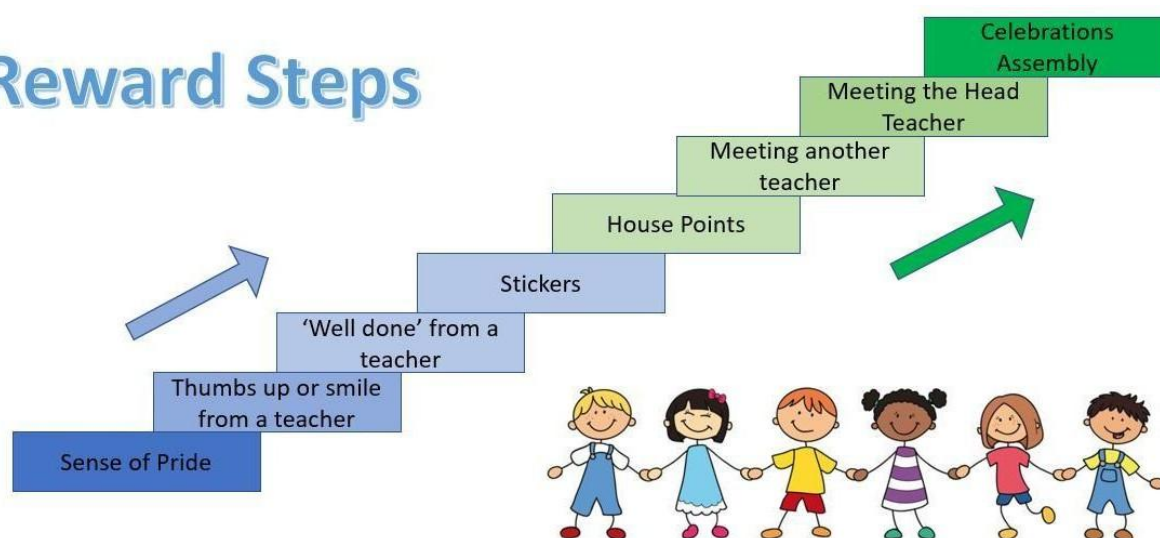 Reward Steps
Celebrations
Assembly
Meeting the Head
Teacher
Meeting another
teacher
House Points
Stickers
‘Well done’ from a
teacher
Thumbs up or smile
from a teacher
Sense of Pride